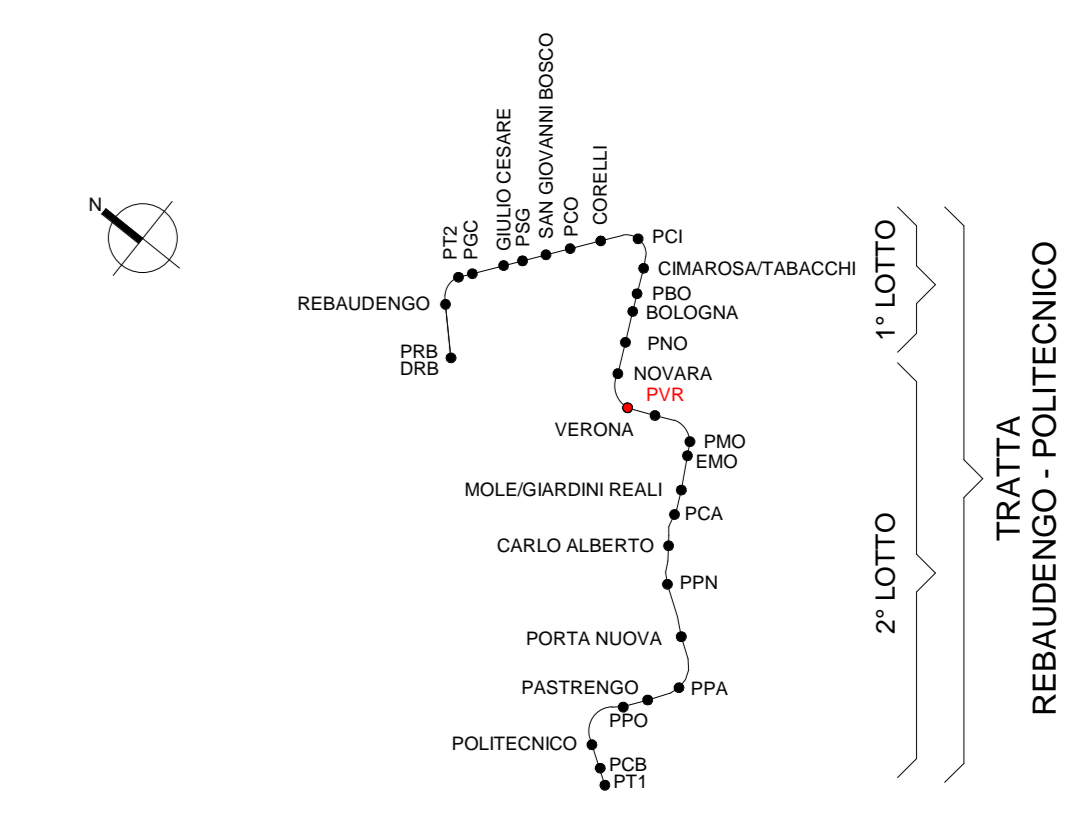 N
PT2
PGC
GIULIO CESARE
PSG
SAN GIOVANNI BOSCO
PCO
CORELLI
PCI
CIMAROSA/TABACCHI
REBAUDENGO
PBO
BOLOGNA
PRB
DRB
PNO
NOVARA
PVR
VERONA
PMO
EMO
MOLE/GIARDINI REALI
PCA
CARLO ALBERTO
PPN
PORTA NUOVA
PASTRENGO
PPA
PPO
POLITECNICO
PCB
PT1
1° LOTTO
2° LOTTO
TRATTA
REBAUDENGO - POLITECNICO